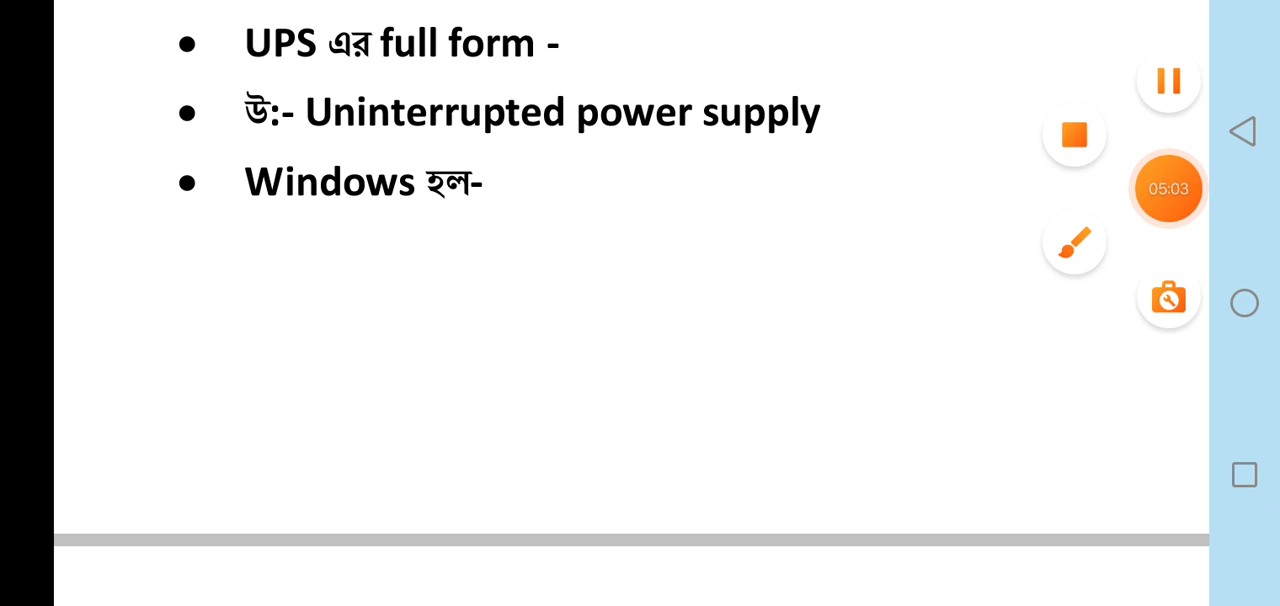 • UPS এর full form -
• উ:- Uninterrupted power supply
• Windows হল-
05:03